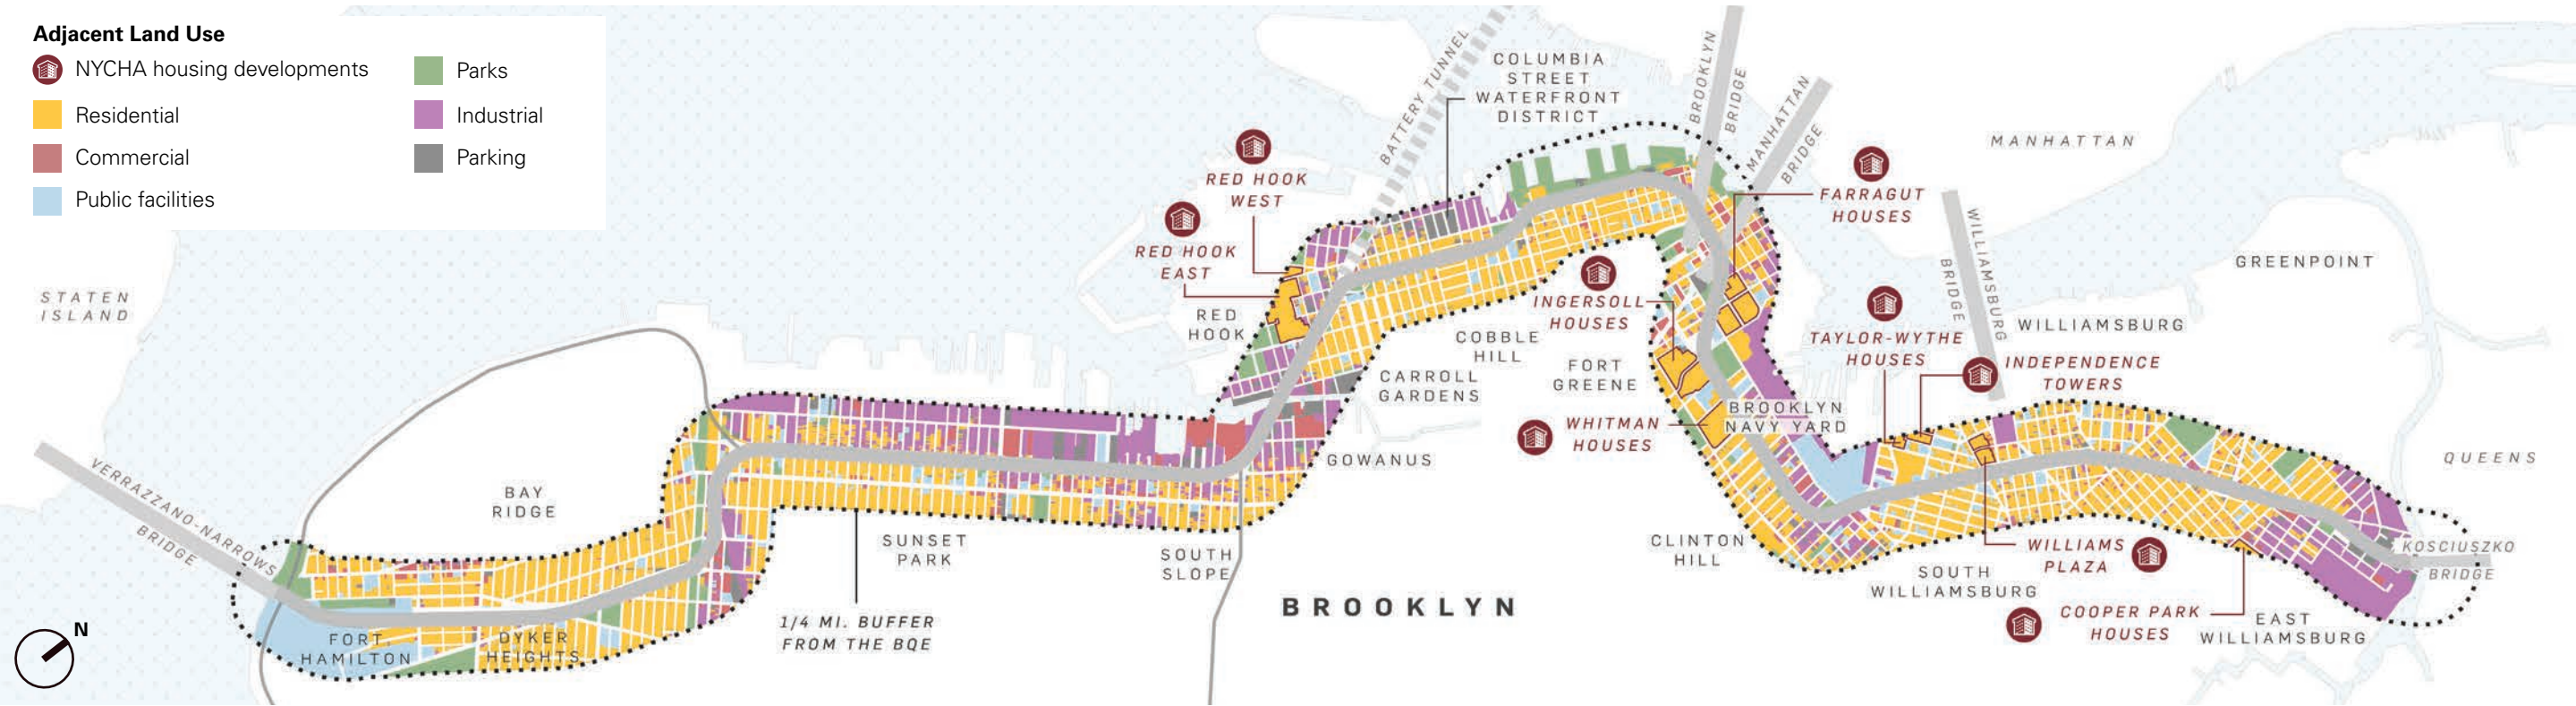 Adjacent Land Use
NYCHA housing developments
Residential
Commercial
Public facilities
Parks
Industrial
Parking
STATEN
ISLAND
VERRAZZANO-NARROWS
BRIDGE
N
BAY
RIDGE
FORT
HAMILTON
DYKER
HEIGHTS
SUNSET
PARK
1/4 MI. BUFFER
FROM THE BQE
SOUTH
SLOPE
RED HOOK
WEST
RED HOOK
EAST
RED
HOOK
BATTERY TUNNEL
COLUMBIA
STREET
WATERFRONT
DISTRICT
COBBLE
HILL
CARROLL
GARDENS
GOWANUS
BROOKLYN
BROOKLYN
BRIDGE
MANHATTAN
BRIDGE
FARRAGUT
HOUSES
INGERSOLL
HOUSES
FORT
GREENE
WHITMAN
HOUSES
BROOKLYN
NAVY YARD
CLINTON
HILL
TAYLOR-WYTHE
HOUSES
INDEPENDENCE
TOWERS
WILLIAMSBURG
BRIDGE
WILLIAMSBURG
MANHATTAN
GREENPOINT
QUEENS
WILLIAMS
PLAZA
SOUTH
WILLIAMSBURG
COOPER PARK
HOUSES
EAST
WILLIAMSBURG
KOSCIUSZKO
BRIDGE